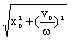 √(x₀² + (v₀/ω)²)